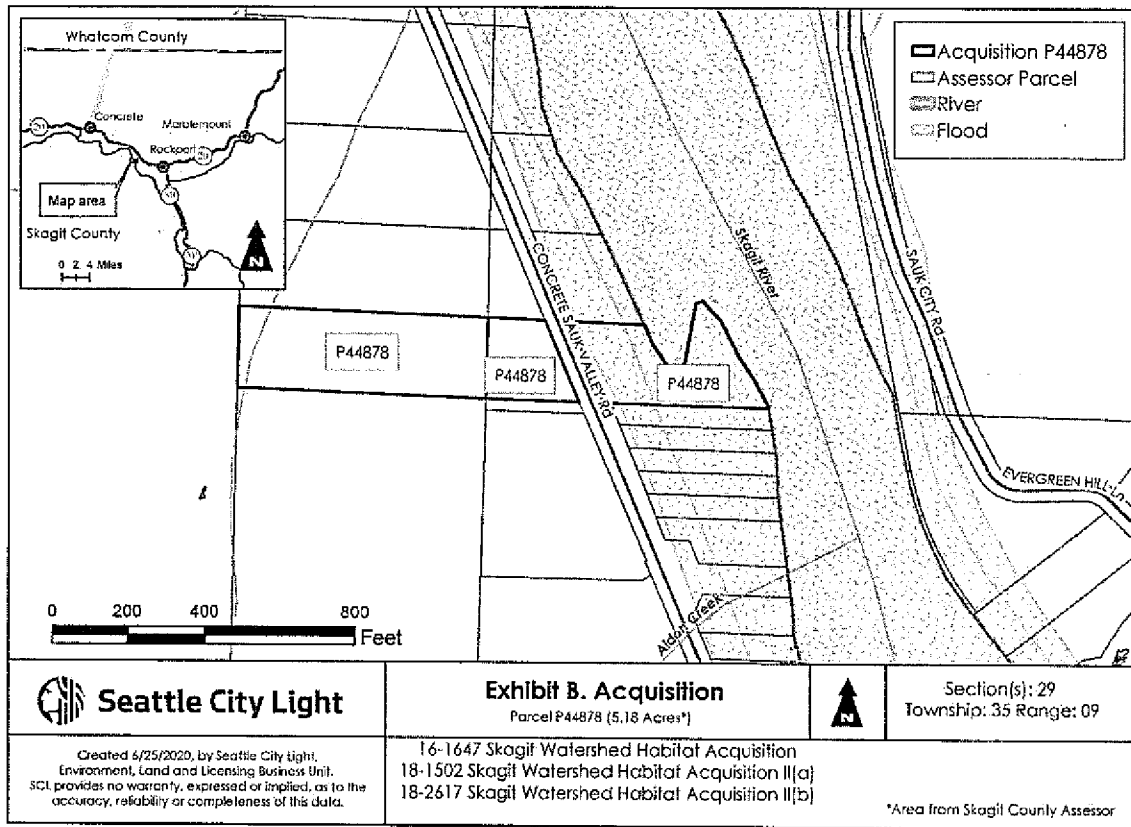 Whatcom County
Concrete
Marblemount
Rockport
20
20
Map area
Skagit County
0 2 4 Miles
N
Acquisition P44878
Assessor Parcel
River
Flood
CONCRETE SAUK VALLEY Rd
Skagit River
SAUK CITY Rd
P44878
P44878
P44878
EVERGREEN HILL Ln
Aldon Creek
0 200 400 800
Feet
Seattle City Light
Created 6/25/2020, by Seattle City Light,
Environment, Land and Licensing Business Unit.
SCL provides no warranty, expressed or implied, as to the
accuracy, reliability or completeness of this data.
Exhibit B. Acquisition
Parcel P44878 (5.18 Acres*)
N
Section(s): 29
Township: 35 Range: 09
16-1647 Skagit Watershed Habitat Acquisition
18-1502 Skagit Watershed Habitat Acquisition II(a)
18-2617 Skagit Watershed Habitat Acquisition II(b)
*Area from Skagit County Assessor